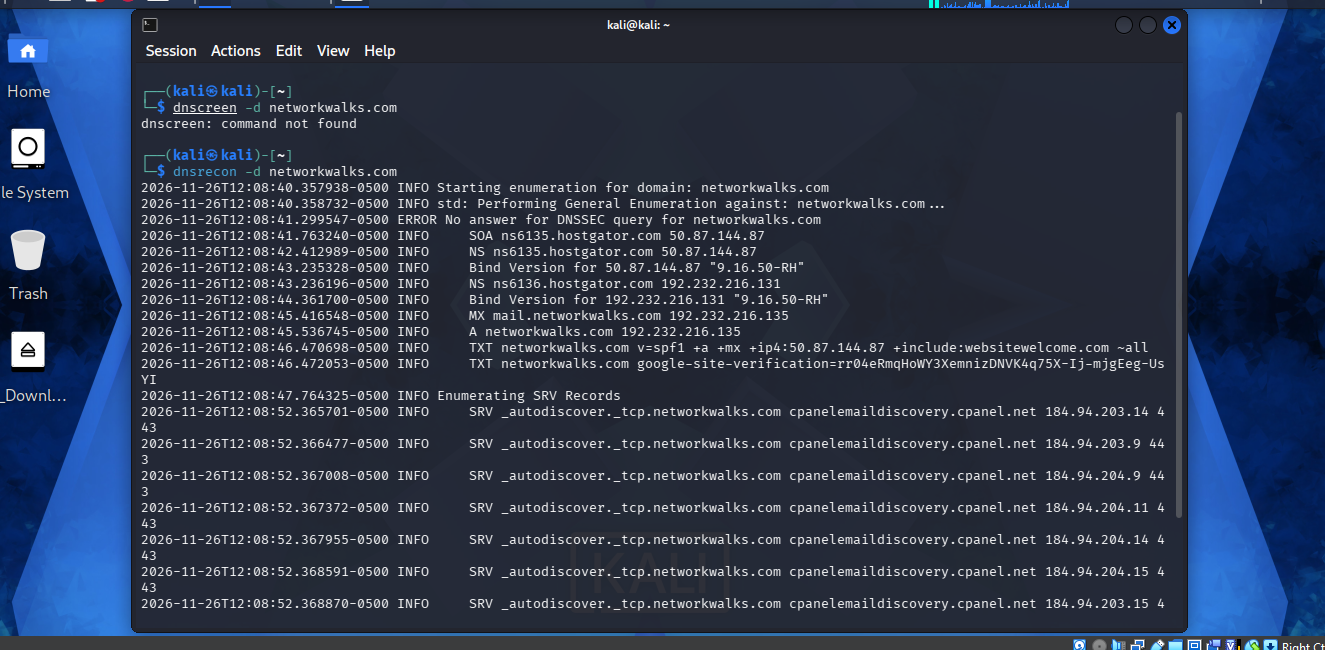 kali@kali: ~
Session Actions Edit View Help
┌──(kali㉿kali)-[~]
└─$ dnscreen -d networkwalks.com
dnscreen: command not found
┌──(kali㉿kali)-[~]
└─$ dnsrecon -d networkwalks.com
2026-11-26T12:08:40.357938-0500 INFO Starting enumeration for domain: networkwalks.com
2026-11-26T12:08:40.358732-0500 INFO std: Performing General Enumeration against: networkwalks.com...
2026-11-26T12:08:41.299547-0500 ERROR No answer for DNSSEC query for networkwalks.com
2026-11-26T12:08:41.763240-0500 INFO SOA ns6135.hostgator.com 50.87.144.87
2026-11-26T12:08:42.412989-0500 INFO NS ns6135.hostgator.com 50.87.144.87
2026-11-26T12:08:43.235328-0500 INFO Bind Version for 50.87.144.87 "9.16.50-RH"
2026-11-26T12:08:43.236196-0500 INFO NS ns6136.hostgator.com 192.232.216.131
2026-11-26T12:08:44.361700-0500 INFO Bind Version for 192.232.216.131 "9.16.50-RH"
2026-11-26T12:08:45.416548-0500 INFO MX mail.networkwalks.com 192.232.216.135
2026-11-26T12:08:45.536745-0500 INFO A networkwalks.com 192.232.216.135
2026-11-26T12:08:46.470698-0500 INFO TXT networkwalks.com v=spf1 +a +mx +ip4:50.87.144.87 +include:websitewelcome.com ~all
2026-11-26T12:08:46.472053-0500 INFO TXT networkwalks.com google-site-verification=rr04eRmqHoWY3XemnizDNVK4q75X-Ij-mjgEeg-Us
YI
2026-11-26T12:08:47.764325-0500 INFO Enumerating SRV Records
2026-11-26T12:08:52.365701-0500 INFO SRV _autodiscover._tcp.networkwalks.com cpanelemaildiscovery.cpanel.net 184.94.203.14 4
43
2026-11-26T12:08:52.366477-0500 INFO SRV _autodiscover._tcp.networkwalks.com cpanelemaildiscovery.cpanel.net 184.94.203.9 44
3
2026-11-26T12:08:52.367008-0500 INFO SRV _autodiscover._tcp.networkwalks.com cpanelemaildiscovery.cpanel.net 184.94.204.9 44
3
2026-11-26T12:08:52.367372-0500 INFO SRV _autodiscover._tcp.networkwalks.com cpanelemaildiscovery.cpanel.net 184.94.204.11 4
43
2026-11-26T12:08:52.367955-0500 INFO SRV _autodiscover._tcp.networkwalks.com cpanelemaildiscovery.cpanel.net 184.94.204.14 4
43
2026-11-26T12:08:52.368591-0500 INFO SRV _autodiscover._tcp.networkwalks.com cpanelemaildiscovery.cpanel.net 184.94.204.15 4
43
2026-11-26T12:08:52.368870-0500 INFO SRV _autodiscover._tcp.networkwalks.com cpanelemaildiscovery.cpanel.net 184.94.203.15 4
KALI
Home
le System
Trash
_Downl...
Right Ct